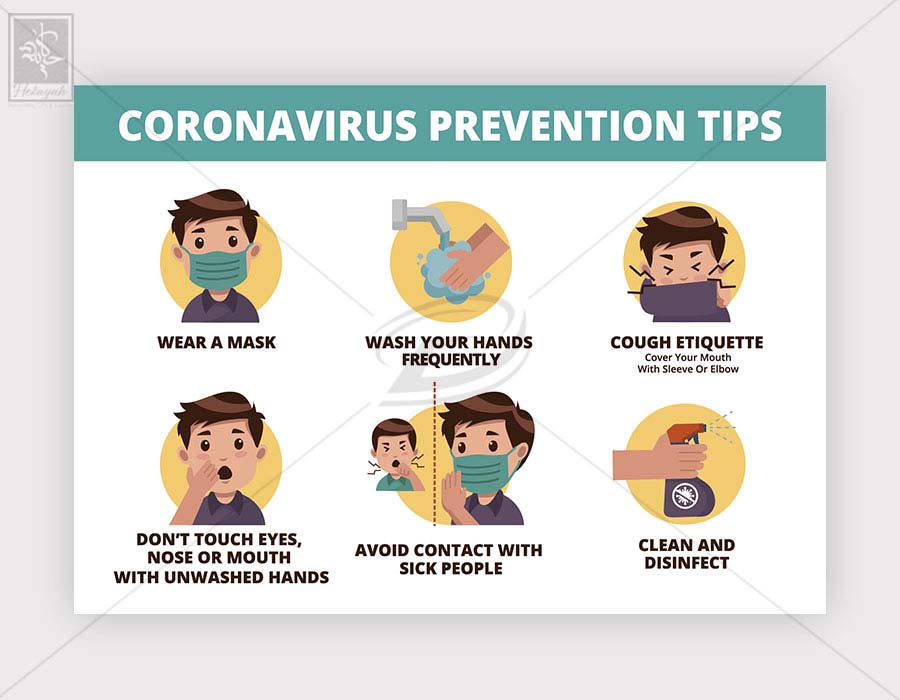 Hekayah
CORONAVIRUS PREVENTION TIPS
WEAR A MASK
WASH YOUR HANDS
FREQUENTLY
COUGH ETIQUETTE
Cover Your Mouth
With Sleeve Or Elbow
DON'T TOUCH EYES,
NOSE OR MOUTH
WITH UNWASHED HANDS
AVOID CONTACT WITH
SICK PEOPLE
CLEAN AND
DISINFECT